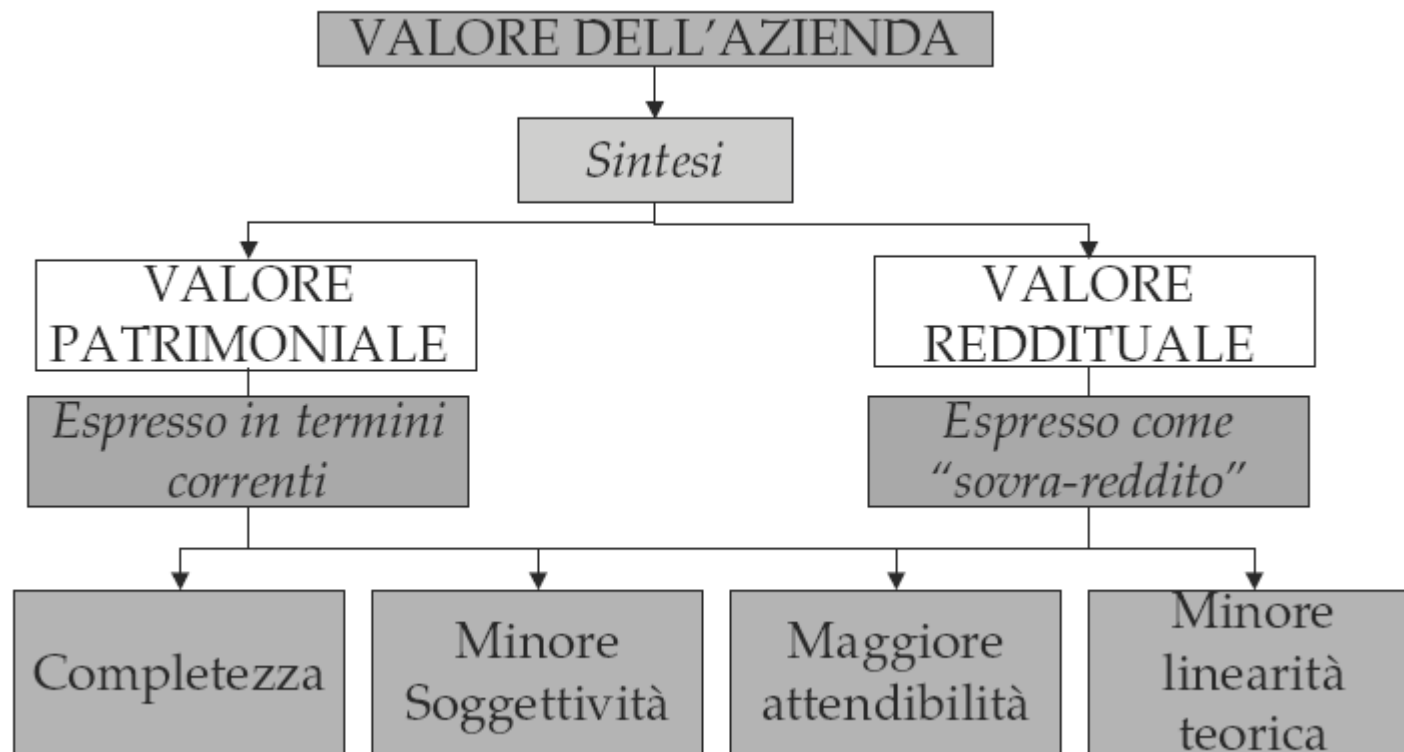 VALORE DELL’AZIENDA
Sintesi
VALORE
PATRIMONIALE
VALORE
REDDITUALE
Espresso in termini
correnti
Espresso come
“sovra-reddito”
Completezza
Minore
Soggettività
Maggiore
attendibilità
Minore
linearità
teorica